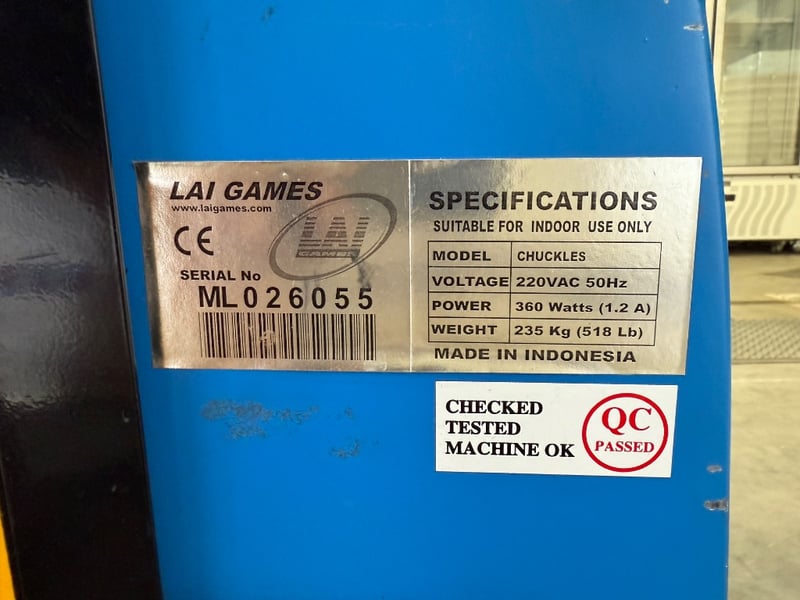 LAI GAMES
www.laigames.com
LAI
GAMES
CE
SERIAL No
ML026055
SPECIFICATIONS
SUITABLE FOR INDOOR USE ONLY
MODEL CHUCKLES
VOLTAGE 220VAC 50Hz
POWER 360 Watts (1.2 A)
WEIGHT 235 Kg (518 Lb)
MADE IN INDONESIA
CHECKED
TESTED
MACHINE OK
QC
PASSED